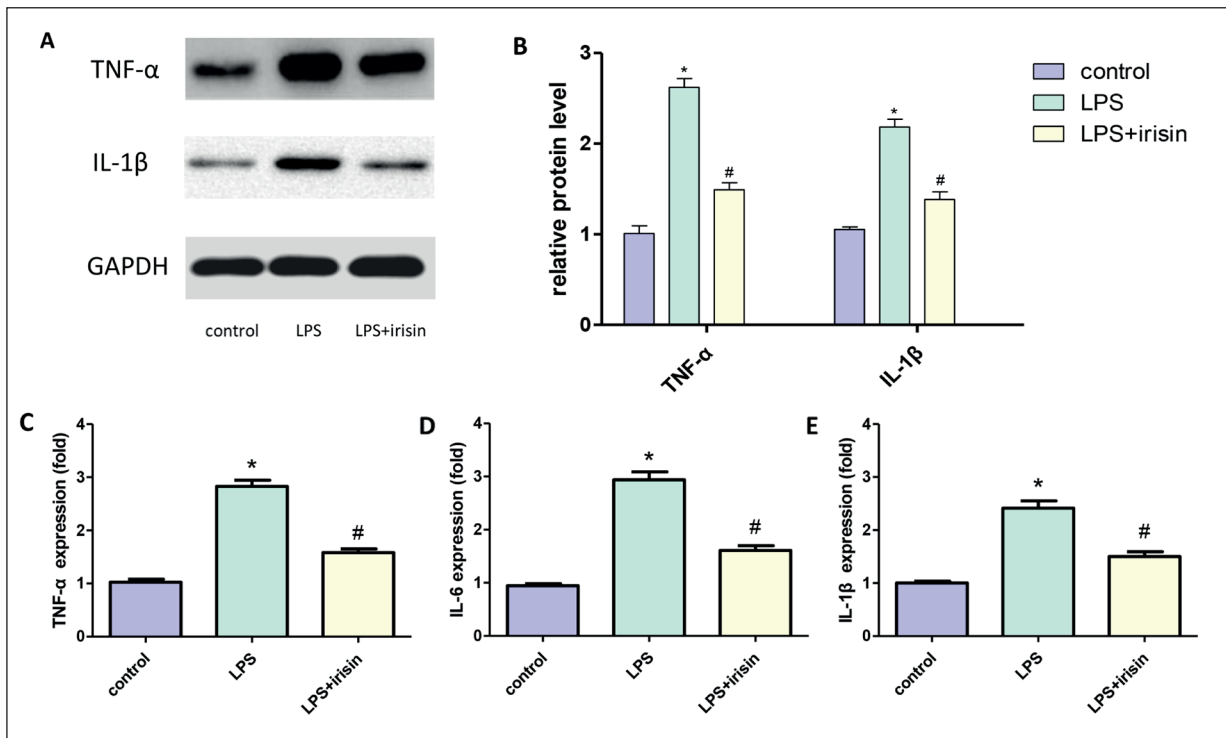 A
TNF-α
IL-1β
GAPDH
control LPS LPS+irisin
B
relative protein level
3
2
1
0
* # * #
TNF-α IL-1β
control
LPS
LPS+irisin
C
TNF-α expression (fold)
4
3
2
1
0
* #
control LPS LPS+irisin
D
IL-6 expression (fold)
4
3
2
1
0
* #
control LPS LPS+irisin
E
IL-1β expression (fold)
4
3
2
1
0
* #
control LPS LPS+irisin